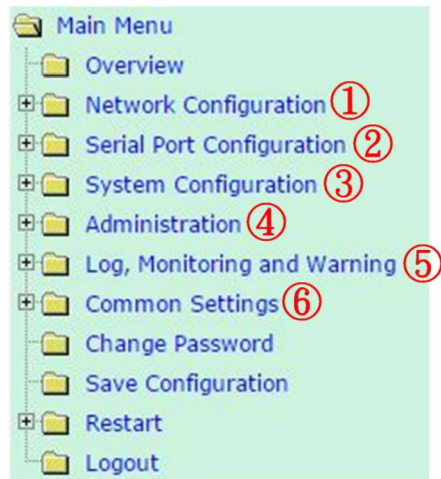 Main Menu
Overview
Network Configuration ①
Serial Port Configuration ②
System Configuration ③
Administration ④
Log, Monitoring and Warning ⑤
Common Settings ⑥
Change Password
Save Configuration
Restart
Logout